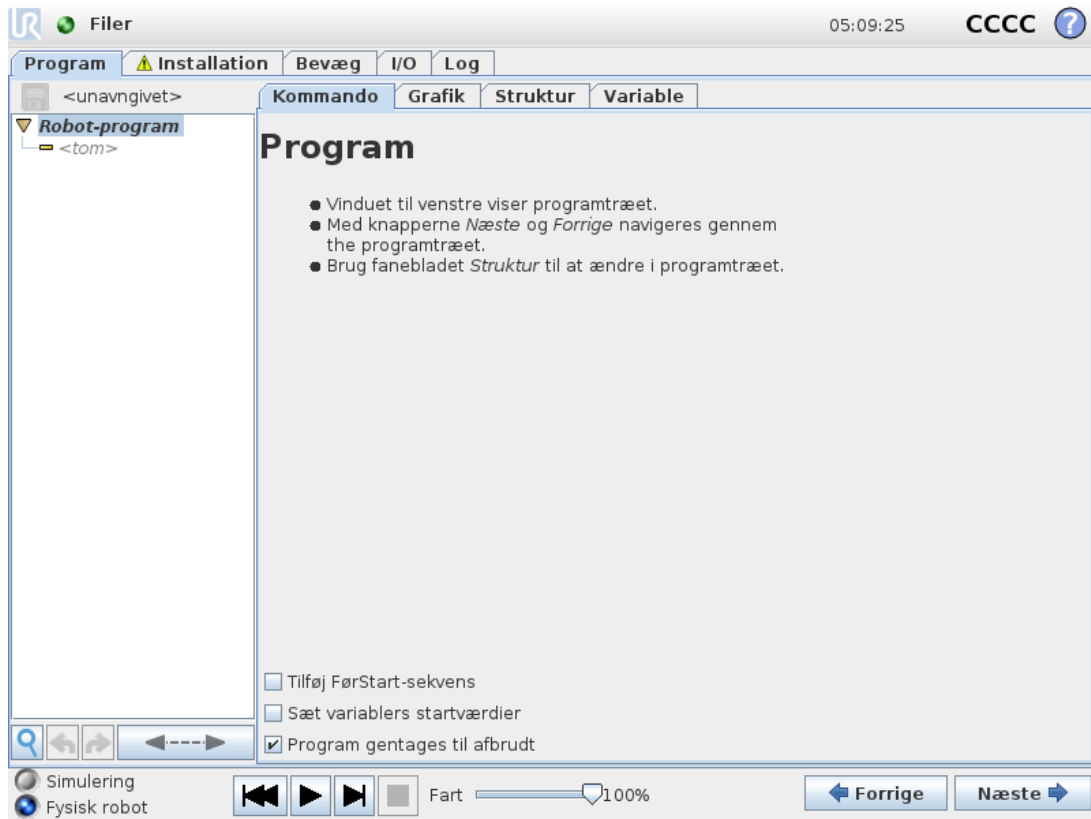 UR Filer 05:09:25 CCCC ?
Program Installation Bevæg I/O Log
<unavngivet>
Kommando Grafik Struktur Variable
Robot-program
<tom>
Program
Vinduet til venstre viser programtræet.
Med knapperne Næste og Forrige navigeres gennem
the programtræet.
Brug fanebladet Struktur til at ændre i programtræet.
Tilføj FørStart-sekvens
Sæt variablers startværdier
Program gentages til afbrudt
Simulering
Fysisk robot
Fart 100%
Forrige Næste